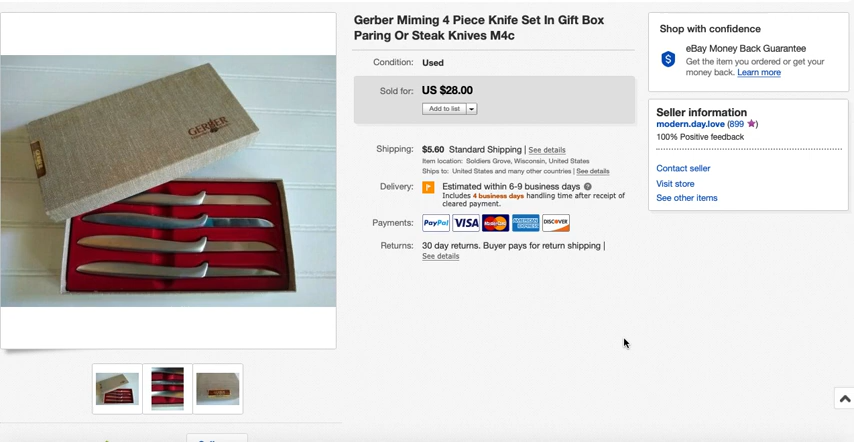 Gerber Miming 4 Piece Knife Set In Gift Box
Paring Or Steak Knives M4c
Condition: Used
Sold for: US $28.00
Add to list
Shipping: $5.60 Standard Shipping | See details
Item location: Soldiers Grove, Wisconsin, United States
Ships to: United States and many other countries | See details
Delivery: Estimated within 6-9 business days ?
Includes 4 business days handling time after receipt of
cleared payment.
Payments: PayPal VISA MasterCard AMERICAN EXPRESS DISCOVER
Returns: 30 day returns. Buyer pays for return shipping |
See details
Shop with confidence
eBay Money Back Guarantee
Get the item you ordered or get your
money back. Learn more
Seller information
modern.day.love (899 ★)
100% Positive feedback
Contact seller
Visit store
See other items
GERBER